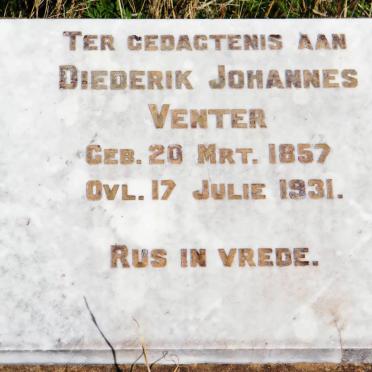 Ter gedagtenis aan
Diederik Johannes
Venter
Geb. 20 Mrt. 1857
Ovl. 17 Julie 1931.
Rus in vrede.